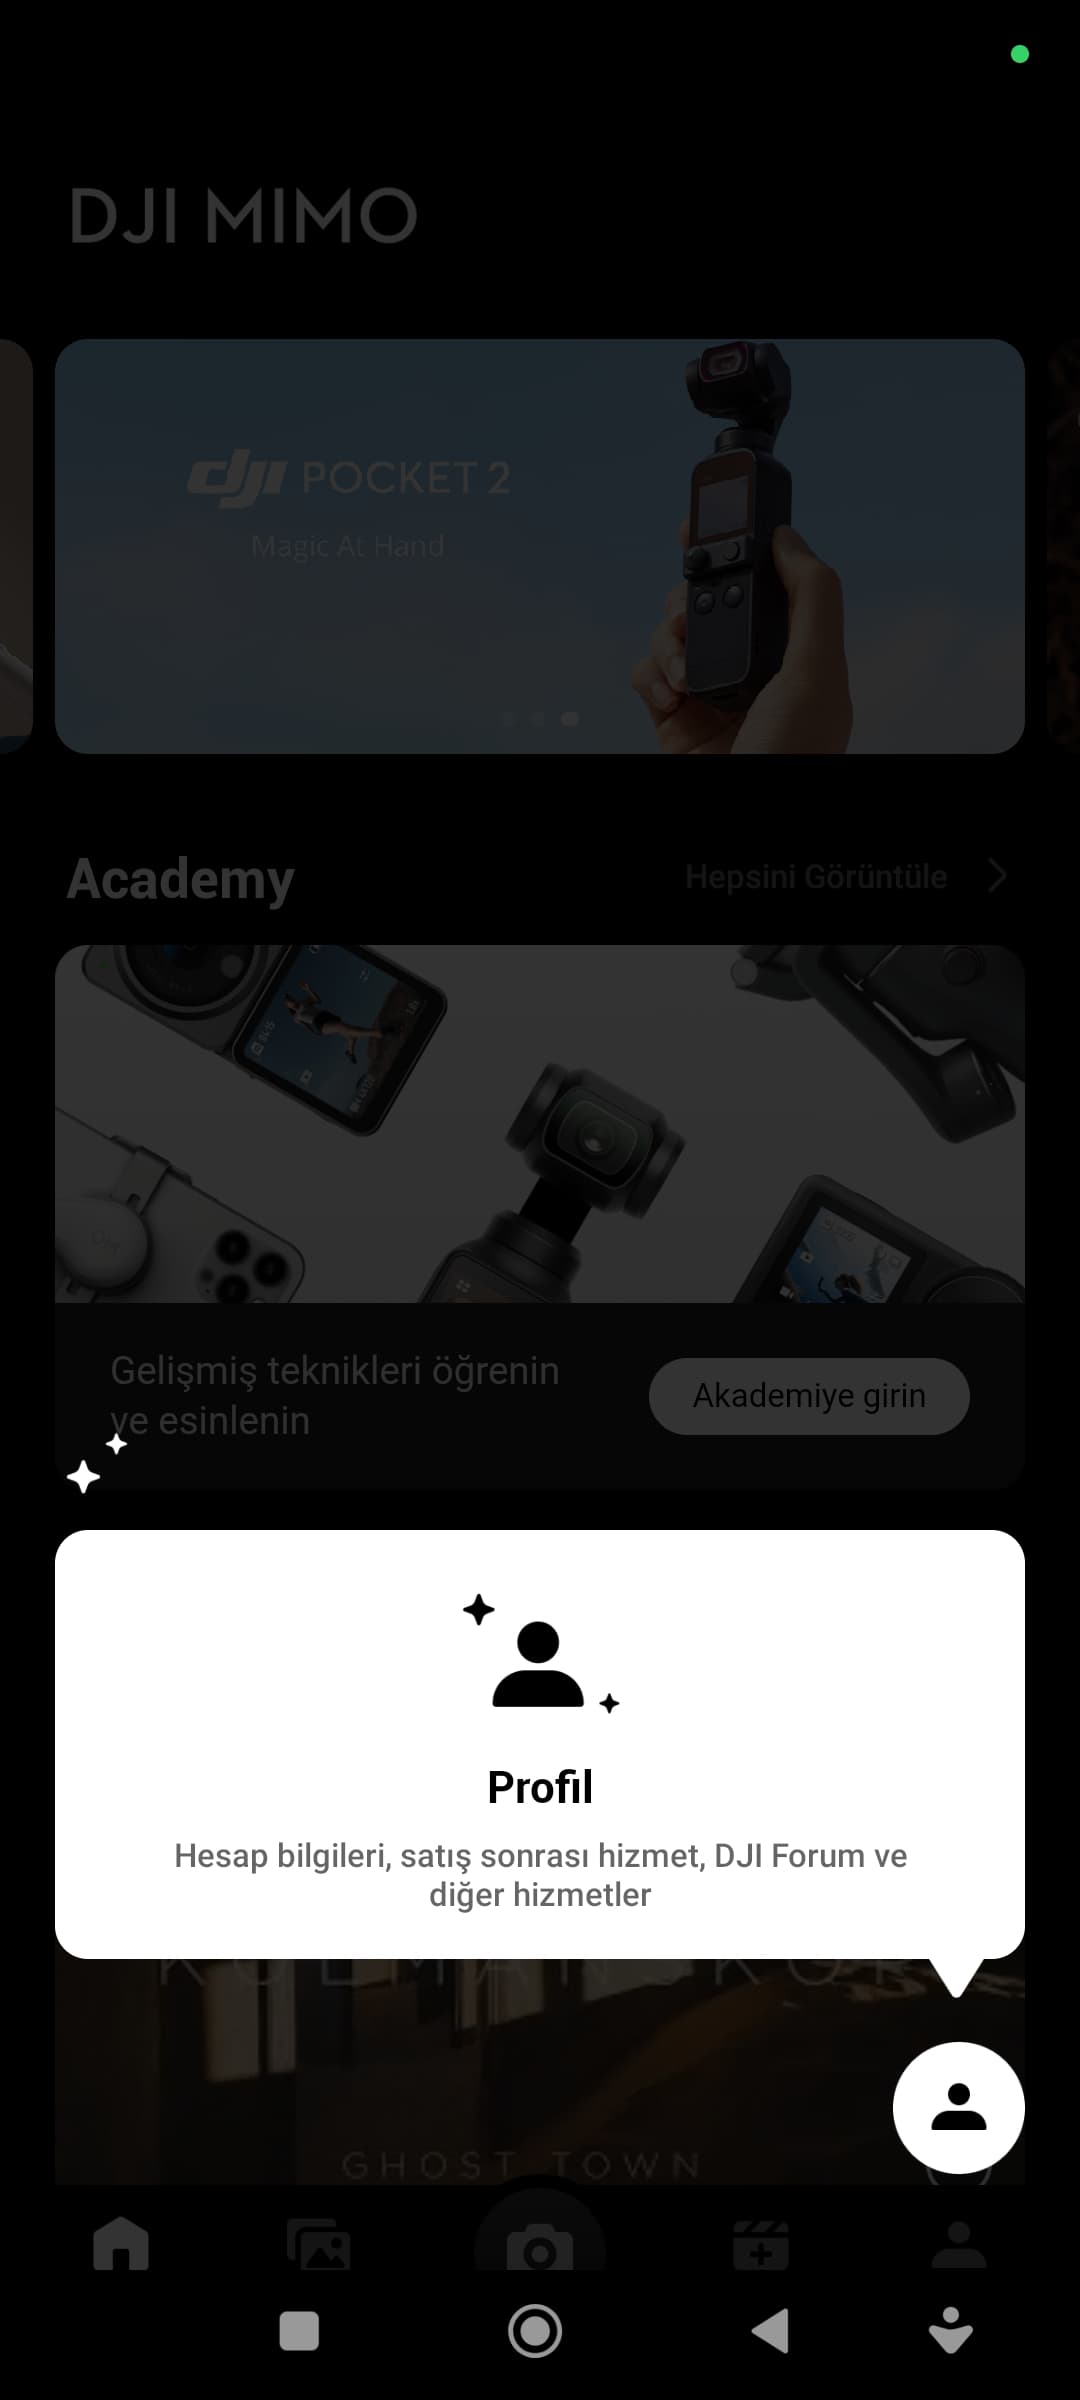 DJI MIMO
dji POCKET 2
Magic At Hand
Academy
Hepsini Görüntüle
Gelişmiş teknikleri öğrenin
ve esinlenin
Akademiye girin
Profil
Hesap bilgileri, satış sonrası hizmet, DJI Forum ve
diğer hizmetler
GHOST TOWN